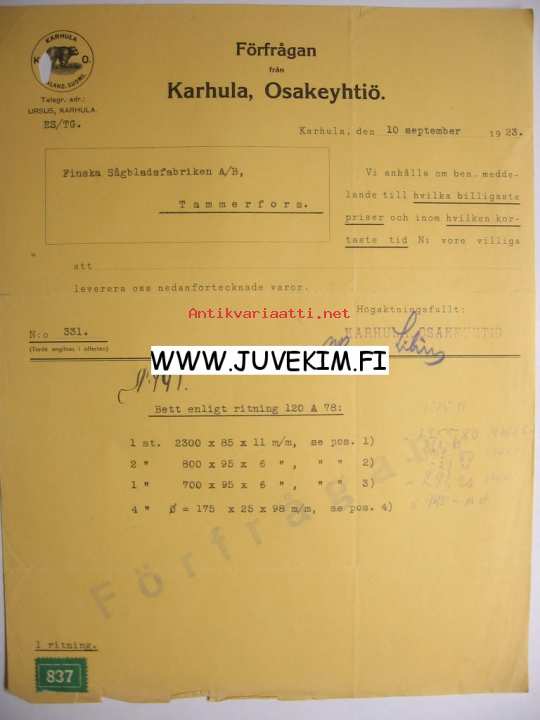 KARHULA
K O.
Telegr. adr.:
URSUS, KARHULA.
ES/TG.
Förfrågan
från
Karhula, Osakeyhtiö.
Karhula, den 10 september 1923.
Finska Sågbladsfabriken A/B,
Tammerfors.
Vi anhålla om ben. medde-
lande till hvilka billigaste
priser och inom hvilken kor-
taste tid N: vore villiga
att
leverera oss nedanfortecknade varor.
Antikvariaatti.net
Högaktningsfullt:
KARHULA OSAKEYHTIÖ
N:o 331.
(Torde angifvas i offerten)
WWW.JUVEKIM.FI
Bett enligt ritning 120 A 78:
1 st. 2300 x 85 x 11 m/m, se pos. 1)
2 " 800 x 95 x 6 ", " " 2)
1 " 700 x 95 x 6 ", " " 3)
4 " Ø = 175 x 25 x 98 m/m, se pos. 4)
Förfrågan
1 ritning.
837